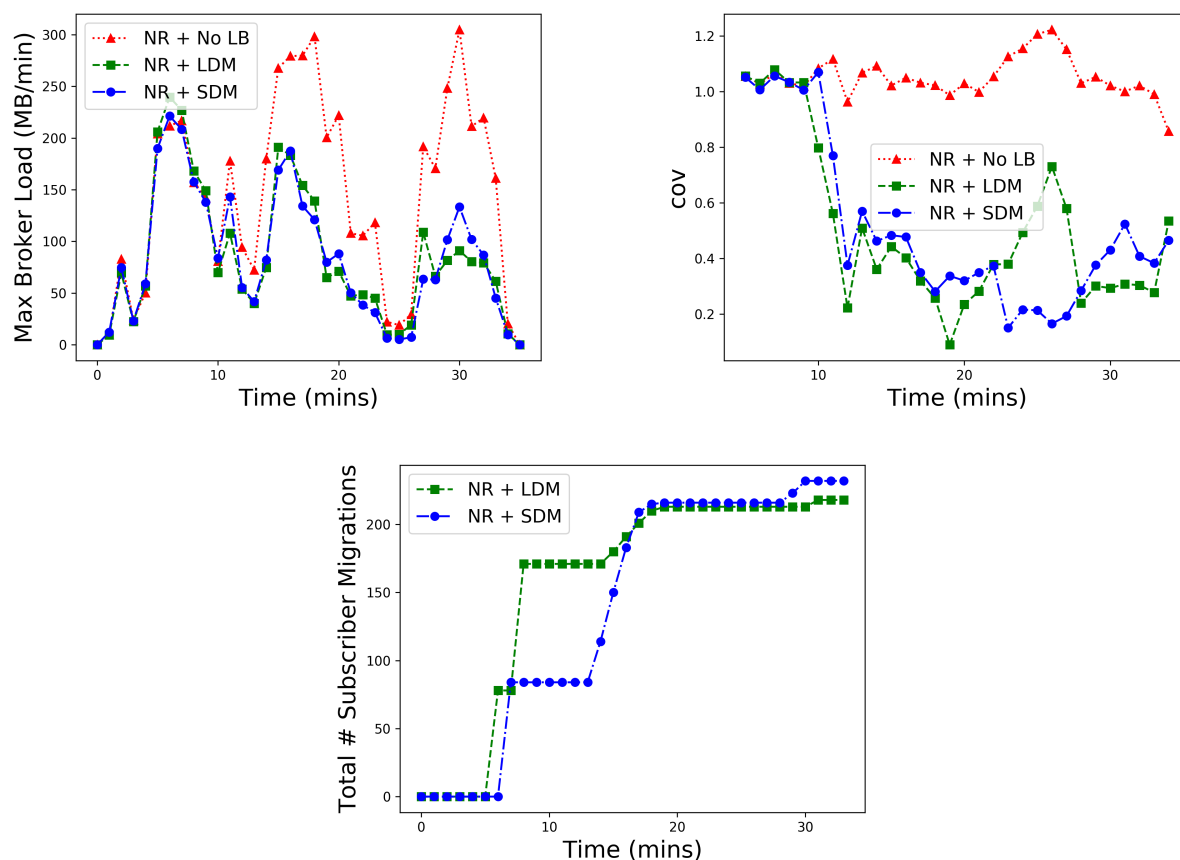 Max Broker Load (MB/min)
300
250
200
150
100
50
0
NR + No LB
NR + LDM
NR + SDM
0
10
20
30
Time (mins)
cov
1.2
1.0
0.8
0.6
0.4
0.2
NR + No LB
NR + LDM
NR + SDM
10
20
30
Time (mins)
Total # Subscriber Migrations
200
150
100
50
0
NR + LDM
NR + SDM
0
10
20
30
Time (mins)